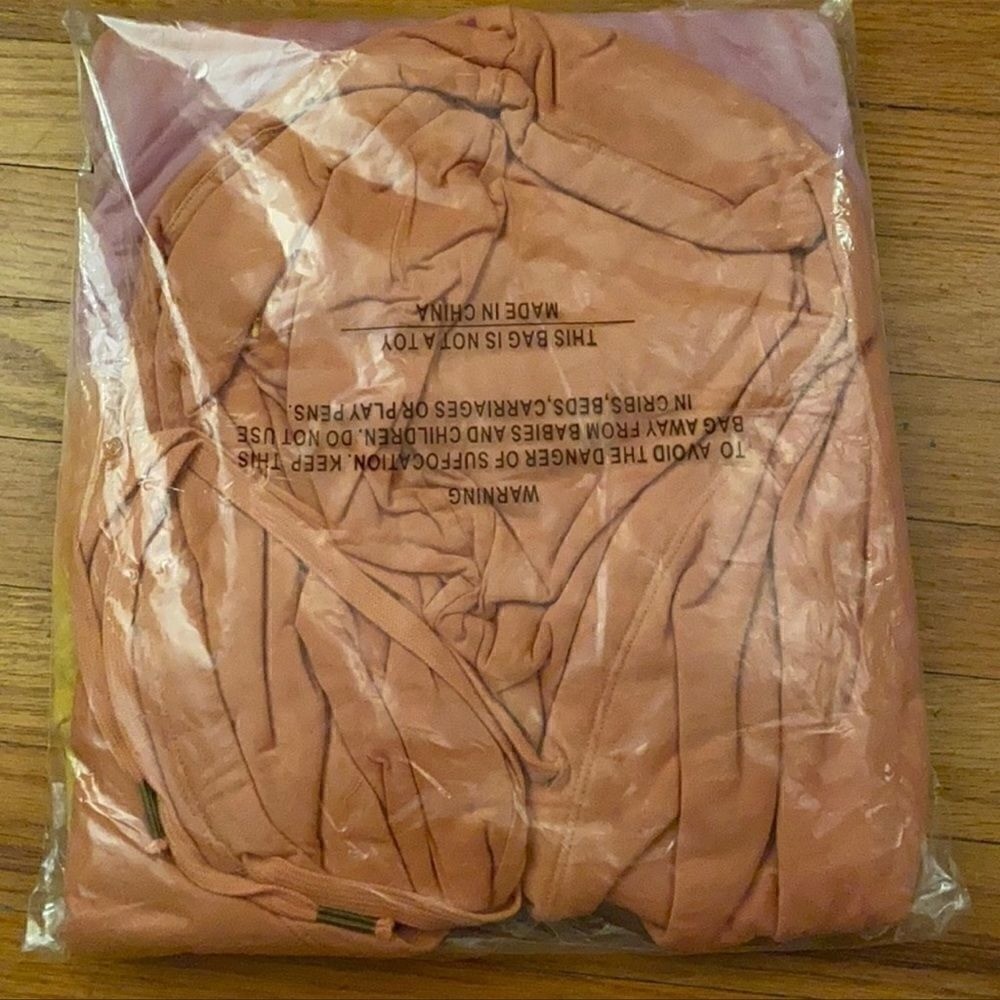 WARNING
TO AVOID THE DANGER OF SUFFOCATION. KEEP THIS
BAG AWAY FROM BABIES AND CHILDREN. DO NOT USE
IN CRIBS,BEDS,CARRIAGES OR PLAY PENS.
THIS BAG IS NOT A TOY
MADE IN CHINA